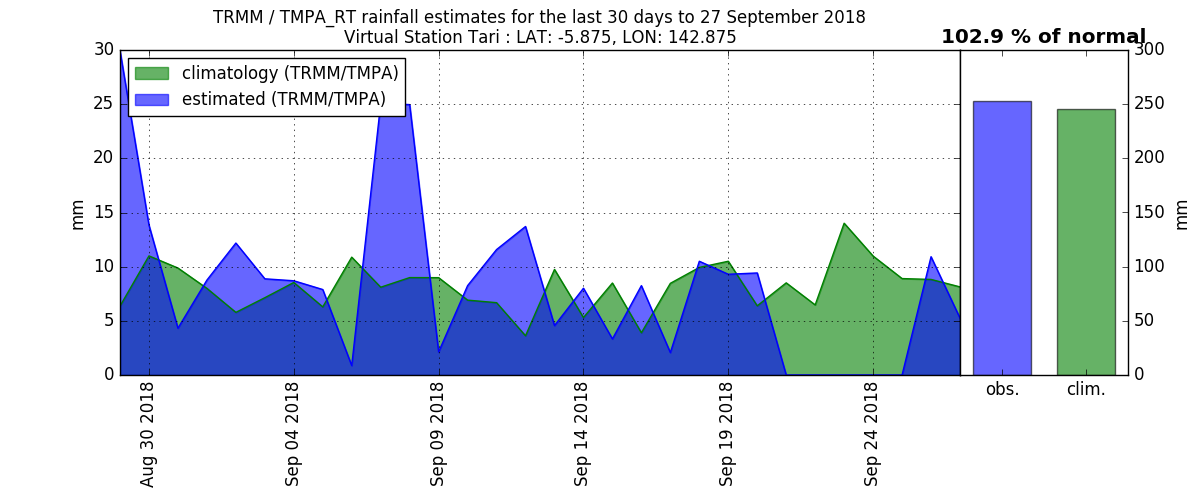 TRMM / TMPA_RT rainfall estimates for the last 30 days to 27 September 2018
Virtual Station Tari : LAT: -5.875, LON: 142.875
102.9 % of normal
climatology (TRMM/TMPA)
estimated (TRMM/TMPA)
30
25
20
15
10
5
0
mm
Aug 30 2018
Sep 04 2018
Sep 09 2018
Sep 14 2018
Sep 19 2018
Sep 24 2018
obs.
clim.
300
250
200
150
100
50
0
mm